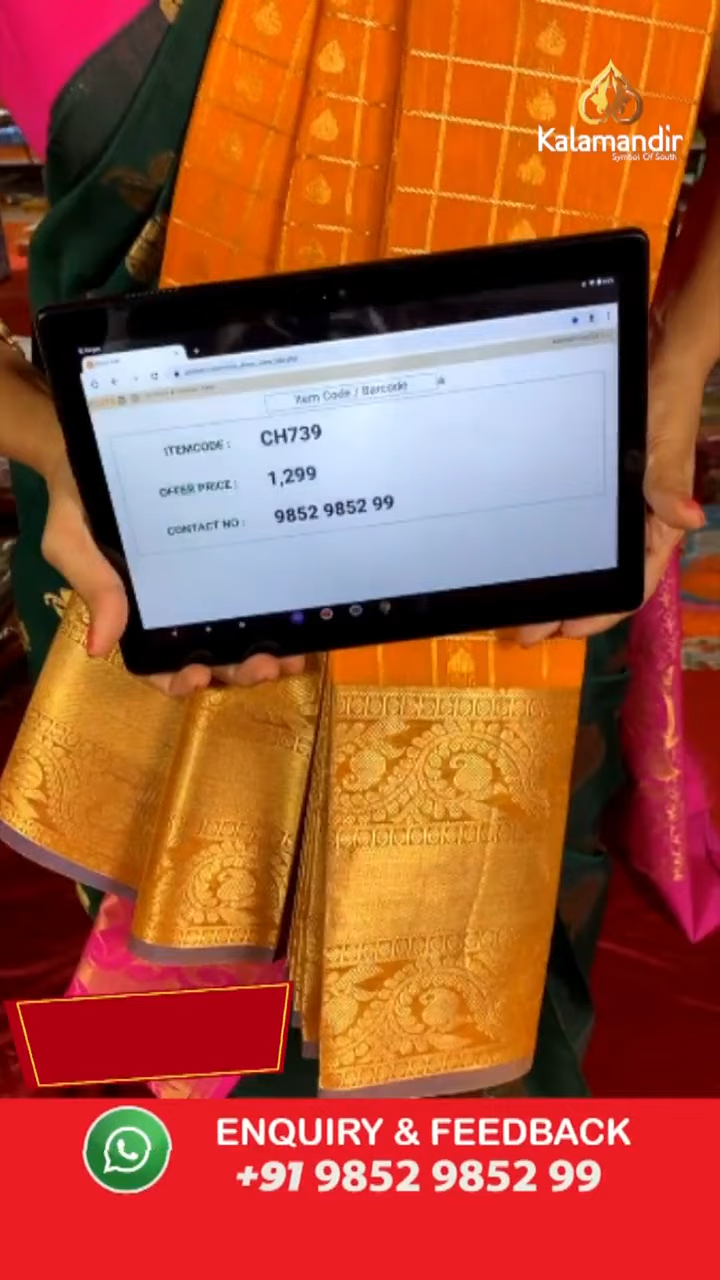 Kalamandir
Symbol Of South
Item Code / Barcode
ITEMCODE : CH739
OFFER PRICE : 1,299
CONTACT NO : 9852 9852 99
ENQUIRY & FEEDBACK
+91 9852 9852 99